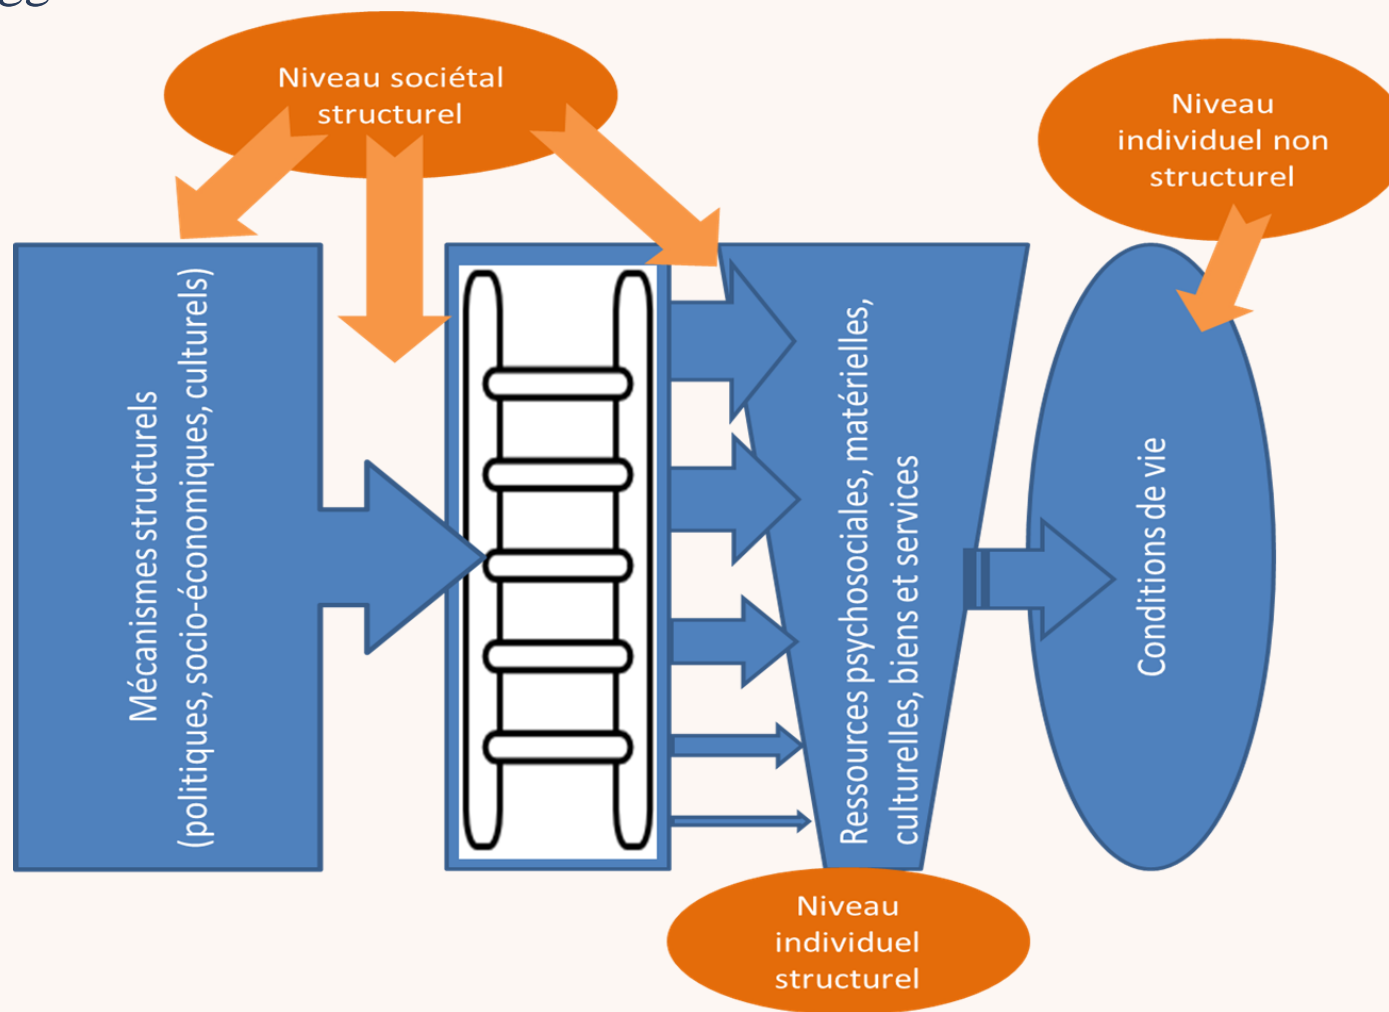 Niveau sociétal
structurel
Niveau
individuel non
structurel
Mécanismes structurels
(politiques, socio-économiques, culturels)
Ressources psychosociales, matérielles,
culturelles, biens et services
Conditions de vie
Niveau
individuel
structurel